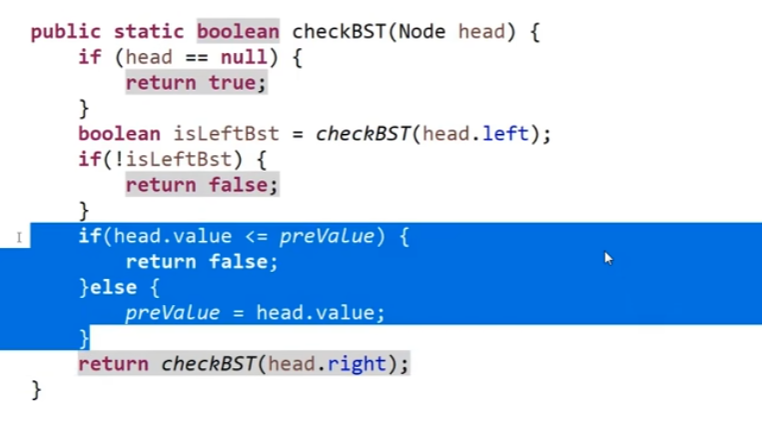 public static boolean checkBST(Node head) {
    if (head == null) {
        return true;
    }
    boolean isLeftBst = checkBST(head.left);
    if(!isLeftBst) {
        return false;
    }
    if(head.value <= preValue) {
        return false;
    }else {
        preValue = head.value;
    }
    return checkBST(head.right);
}